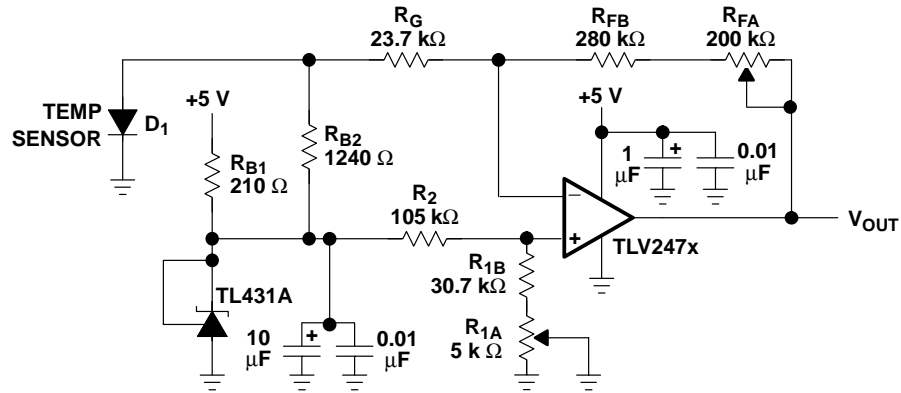 R_G
23.7 kΩ
R_FB
280 kΩ
R_FA
200 kΩ
TEMP
SENSOR
D_1
+5 V
R_B1
210 Ω
R_B2
1240 Ω
+5 V
1
µF
+
0.01
µF
R_2
105 kΩ
−
+
TLV247x
V_OUT
R_1B
30.7 kΩ
R_1A
5 k Ω
TL431A
10
µF
+
0.01
µF